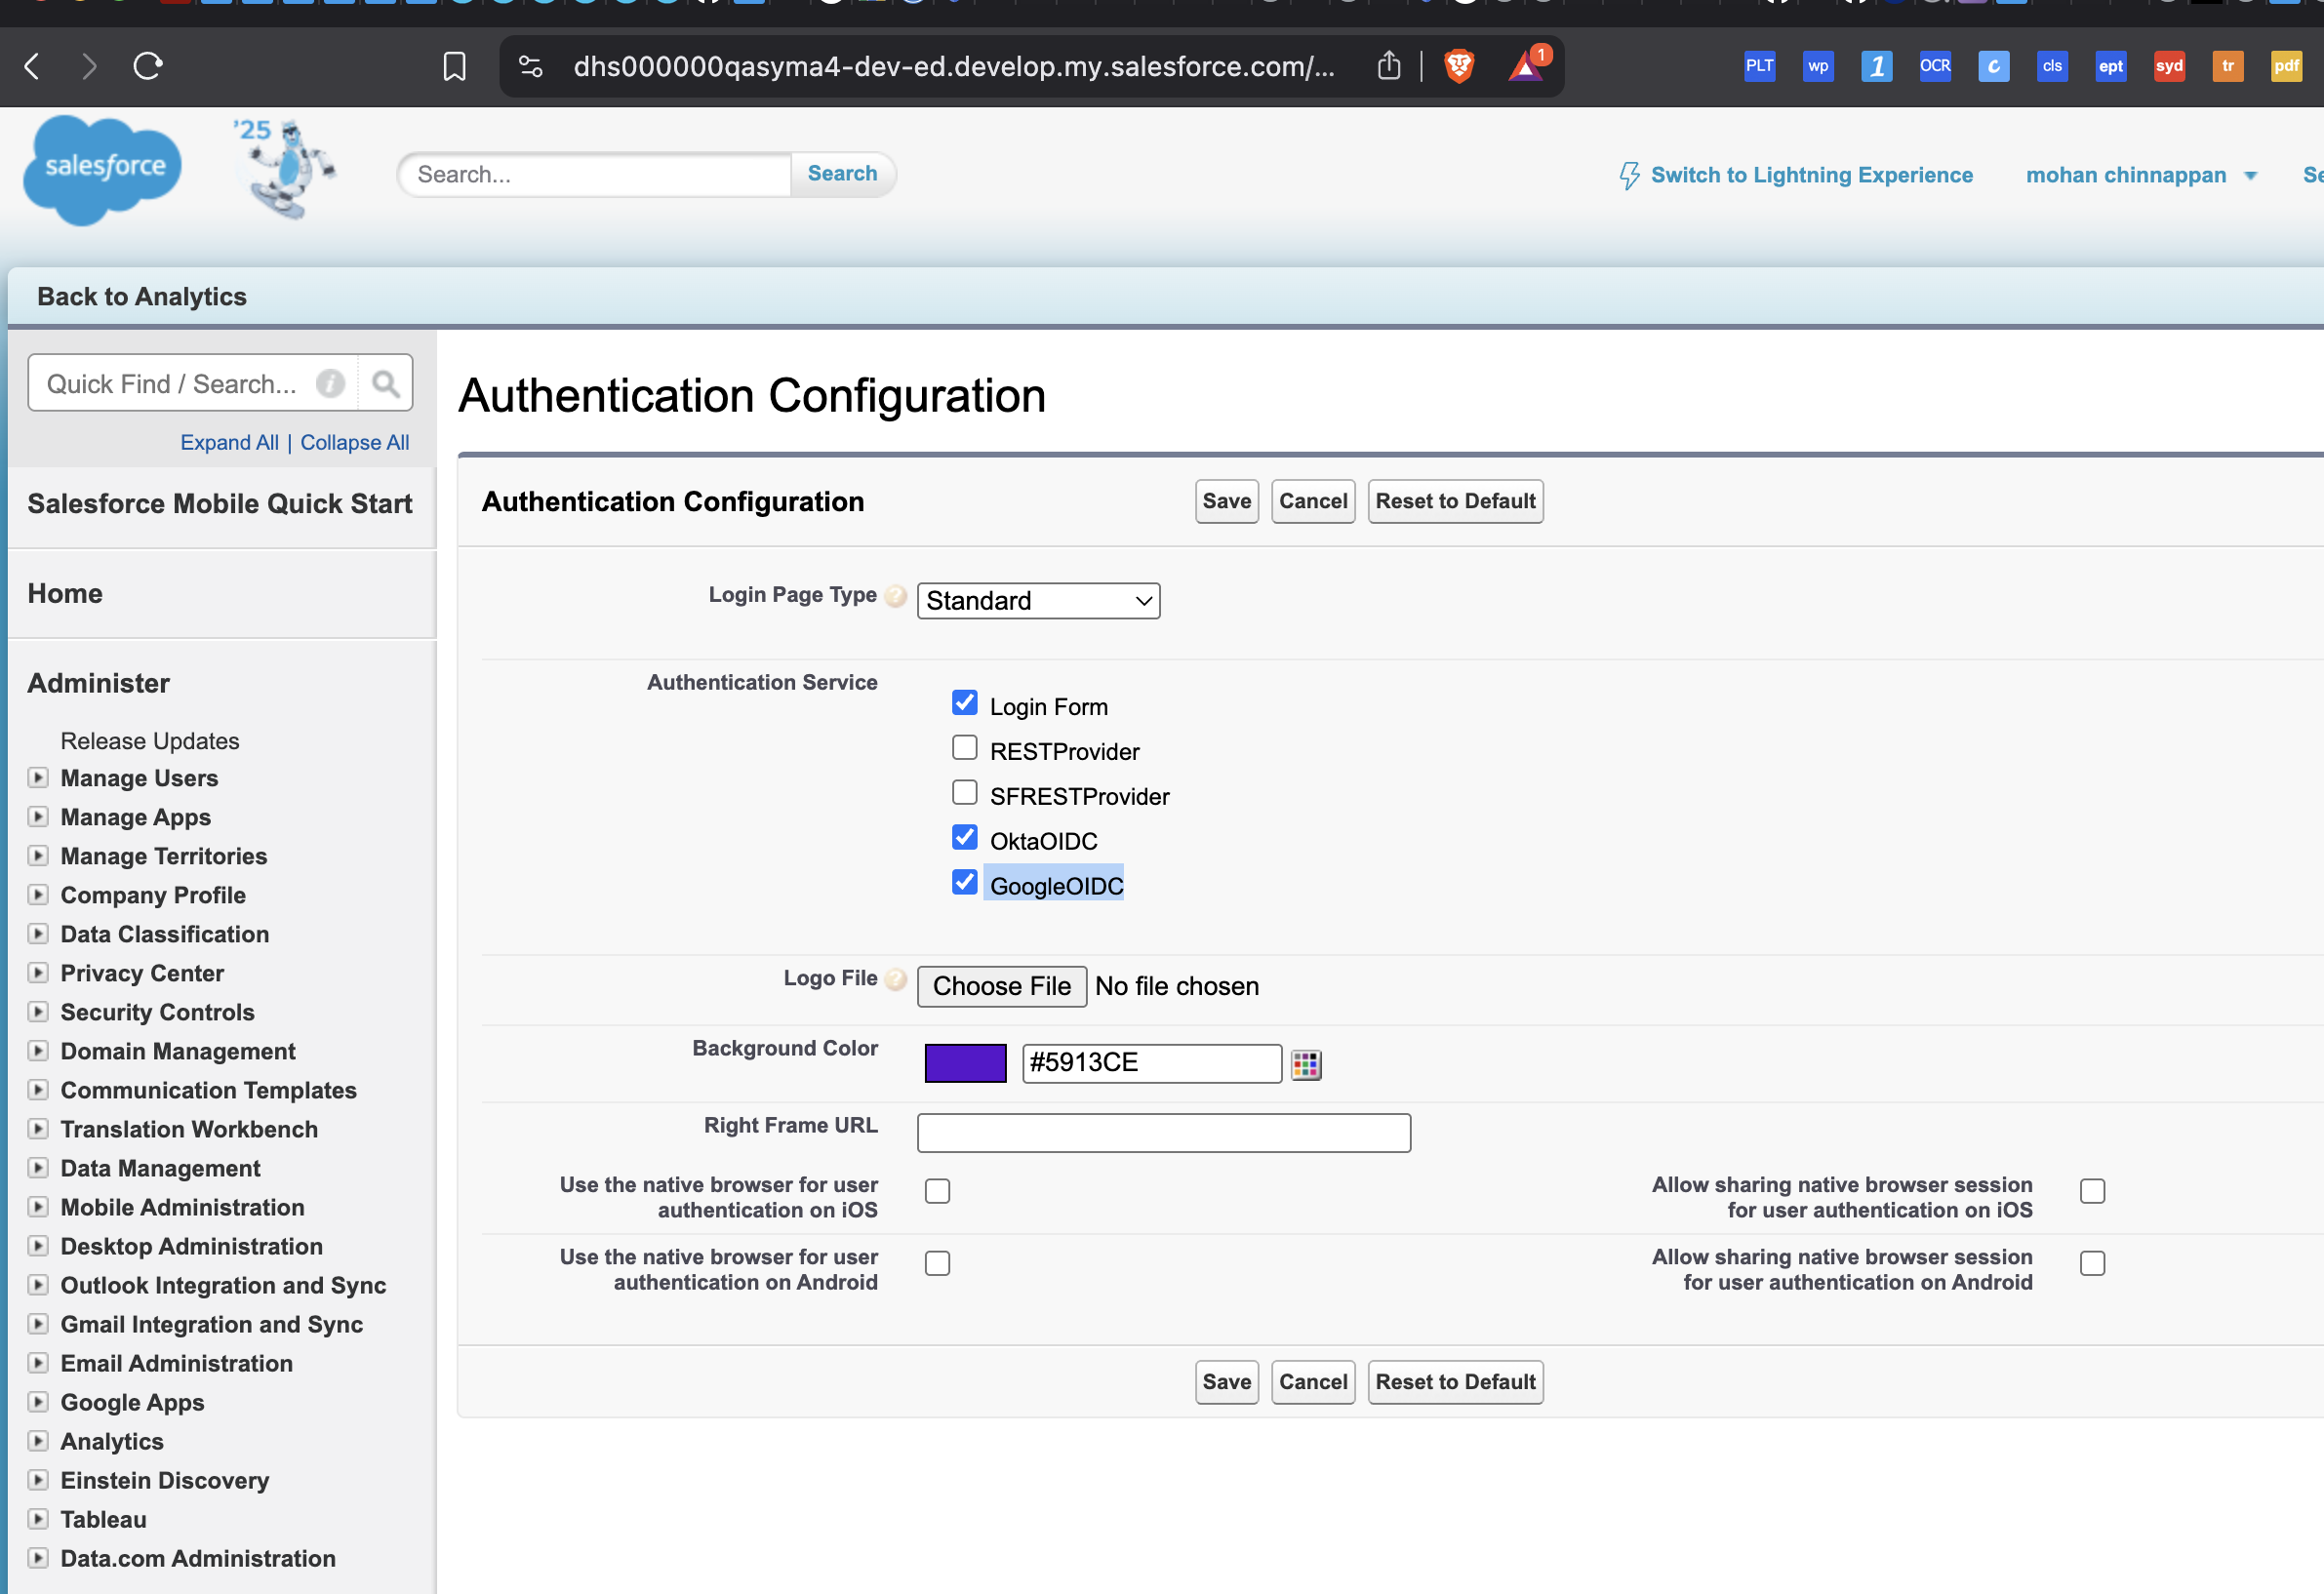 dhs000000qasyma4-dev-ed.develop.my.salesforce.com/...
1
PLT
wp
1
OCR
c
cls
ept
syd
tr
pdf
salesforce
'25
Search...
Search
Switch to Lightning Experience
mohan chinnappan
Back to Analytics
Quick Find / Search...
Expand All | Collapse All
Salesforce Mobile Quick Start
Home
Administer
Release Updates
Manage Users
Manage Apps
Manage Territories
Company Profile
Data Classification
Privacy Center
Security Controls
Domain Management
Communication Templates
Translation Workbench
Data Management
Mobile Administration
Desktop Administration
Outlook Integration and Sync
Gmail Integration and Sync
Email Administration
Google Apps
Analytics
Einstein Discovery
Tableau
Data.com Administration
Authentication Configuration
Authentication Configuration
Save
Cancel
Reset to Default
Login Page Type
Standard
Authentication Service
Login Form
RESTProvider
SFRESTProvider
OktaOIDC
GoogleOIDC
Logo File
Choose File
No file chosen
Background Color
#5913CE
Right Frame URL
Use the native browser for user
authentication on iOS
Allow sharing native browser session
for user authentication on iOS
Use the native browser for user
authentication on Android
Allow sharing native browser session
for user authentication on Android
Save
Cancel
Reset to Default